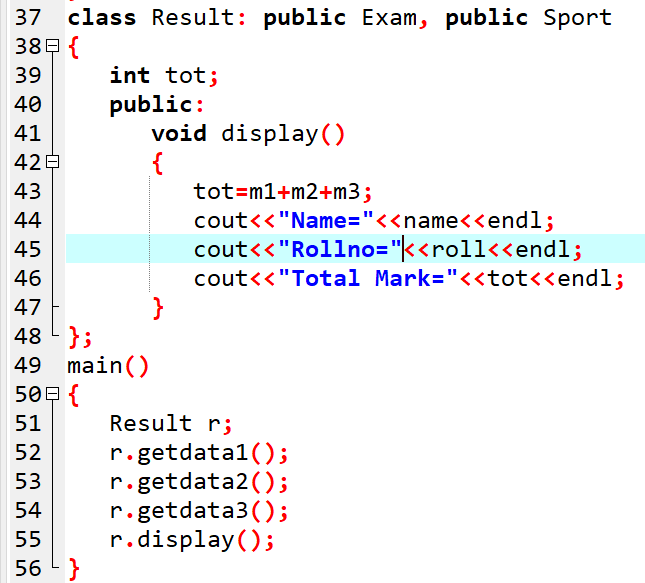 37 class Result: public Exam, public Sport
38 {
39 int tot;
40 public:
41 void display()
42 {
43 tot=m1+m2+m3;
44 cout<<"Name="<<name<<endl;
45 cout<<"Rollno="<<roll<<endl;
46 cout<<"Total Mark="<<tot<<endl;
47 }
48 };
49 main()
50 {
51 Result r;
52 r.getdata1();
53 r.getdata2();
54 r.getdata3();
55 r.display();
56 }